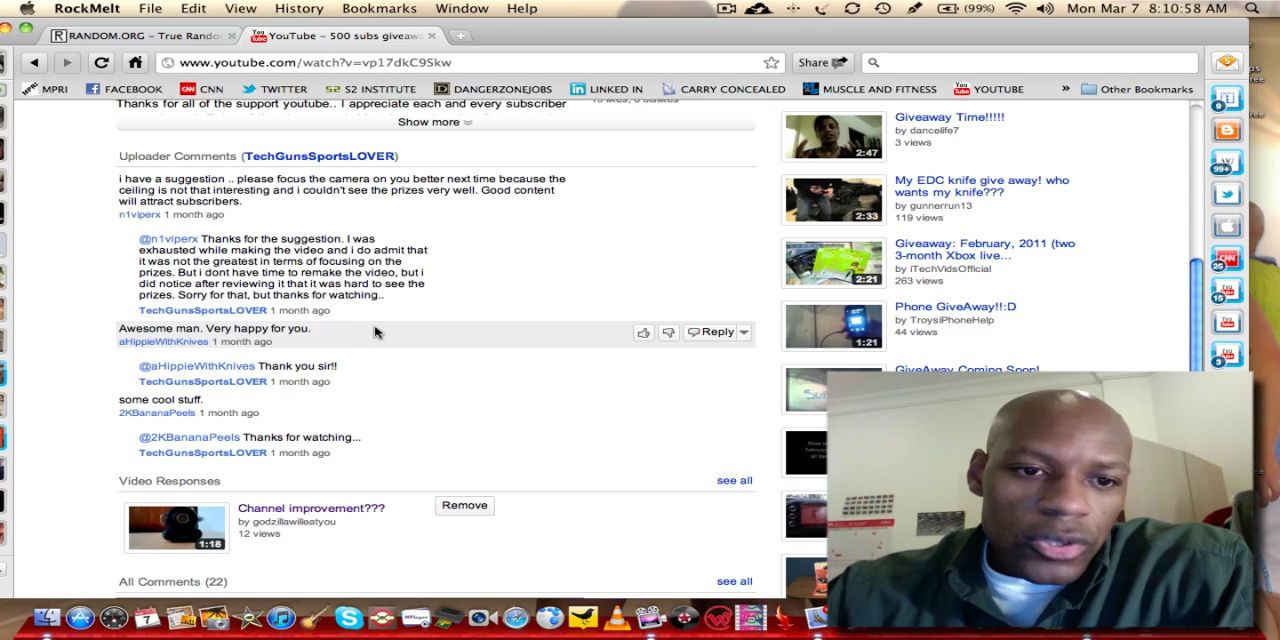 RockMelt File Edit View History Bookmarks Window Help (99%) Mon Mar 7 8:10:58 AM
RANDOM.ORG - True Rando
YouTube - 500 subs giveaw
www.youtube.com/watch?v=vp17dkC9Skw
Share
MPRI FACEBOOK CNN TWITTER S2 INSTITUTE DANGERZONEJOBS LINKED IN CARRY CONCEALED MUSCLE AND FITNESS YOUTUBE » Other Bookmarks
Thanks for all of the support youtube.. I appreciate each and every subscriber
Show more
Uploader Comments (TechGunsSportsLOVER)
i have a suggestion .. please focus the camera on you better next time because the
ceiling is not that interesting and i couldn't see the prizes very well. Good content
will attract subscribers.
n1viperx 1 month ago
@n1viperx Thanks for the suggestion. I was
exhausted while making the video and i do admit that
it was not the greatest in terms of focusing on the
prizes. But i dont have time to remake the video, but i
did notice after reviewing it that it was hard to see the
prizes. Sorry for that, but thanks for watching..
TechGunsSportsLOVER 1 month ago
Awesome man. Very happy for you.
aHippieWithKnives 1 month ago
Reply
@aHippieWithKnives Thank you sir!!
TechGunsSportsLOVER 1 month ago
some cool stuff.
2KBananaPeels 1 month ago
@2KBananaPeels Thanks for watching...
TechGunsSportsLOVER 1 month ago
Video Responses
see all
1:18
Channel improvement???
by godzillawilleatyou
12 views
Remove
All Comments (22)
see all
2:47
Giveaway Time!!!!!
by dancelife7
3 views
2:33
My EDC knife give away! who
wants my knife???
by gunnerrun13
119 views
2:21
Giveaway: February, 2011 (two
3-month Xbox live...
by iTechVidsOfficial
263 views
1:21
Phone GiveAway!!:D
by TroysiPhoneHelp
44 views
GiveAway Coming Soon!
9
99+
25
15
3